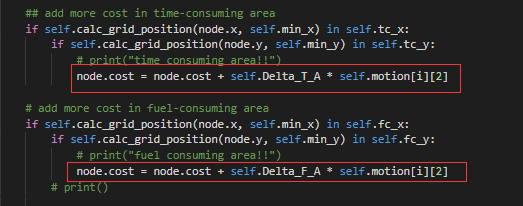 ## add more cost in time-consuming area
if self.calc_grid_position(node.x, self.min_x) in self.tc_x:
if self.calc_grid_position(node.y, self.min_y) in self.tc_y:
# print("time consuming area!!")
node.cost = node.cost + self.Delta_T_A * self.motion[i][2]
# add more cost in fuel-consuming area
if self.calc_grid_position(node.x, self.min_x) in self.fc_x:
if self.calc_grid_position(node.y, self.min_y) in self.fc_y:
# print("fuel consuming area!!")
node.cost = node.cost + self.Delta_F_A * self.motion[i][2]
# print()